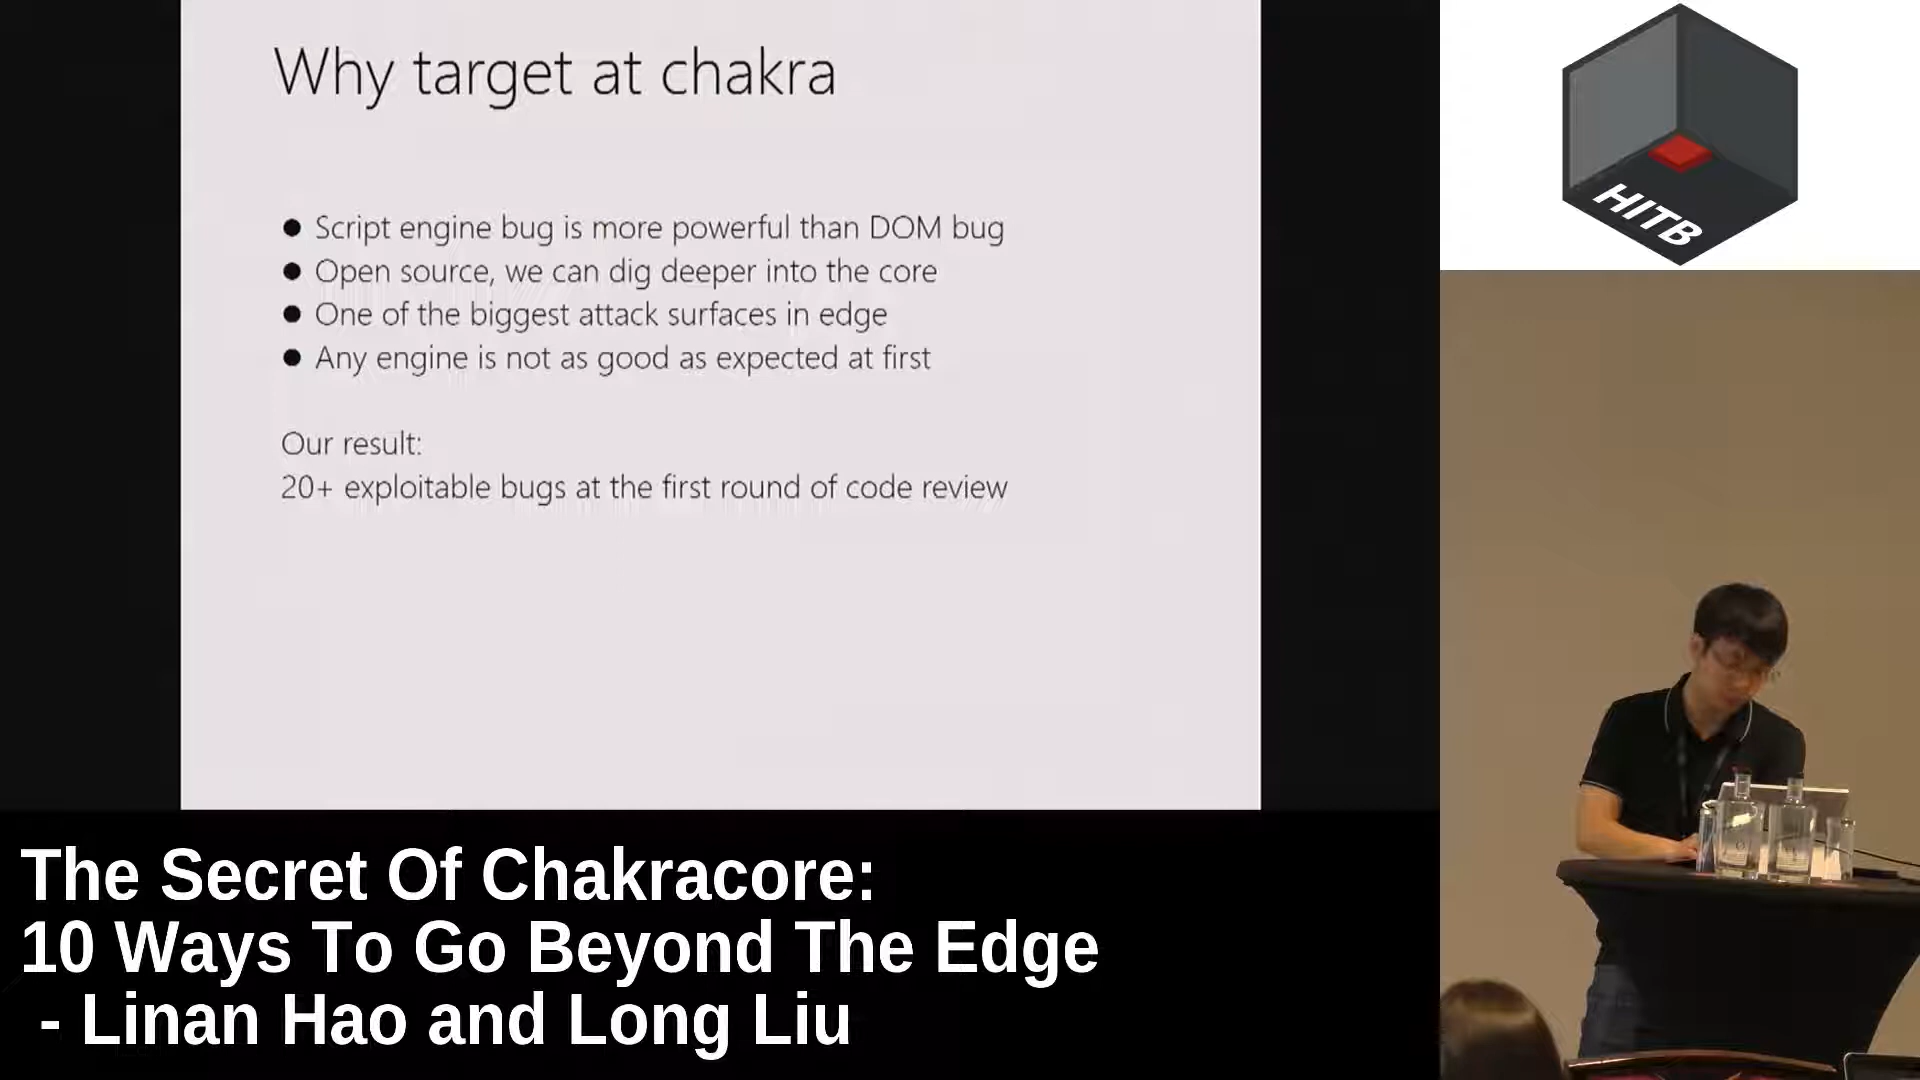 Why target at chakra
● Script engine bug is more powerful than DOM bug
● Open source, we can dig deeper into the core
● One of the biggest attack surfaces in edge
● Any engine is not as good as expected at first
Our result:
20+ exploitable bugs at the first round of code review
HITB
The Secret Of Chakracore:
10 Ways To Go Beyond The Edge
- Linan Hao and Long Liu